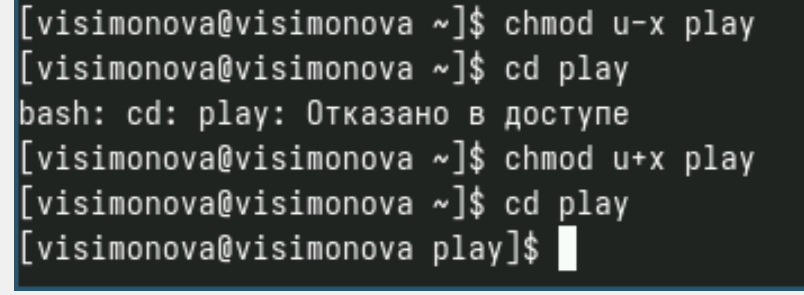 [visimonova@visimonova ~]$ chmod u-x play
[visimonova@visimonova ~]$ cd play
bash: cd: play: Отказано в доступе
[visimonova@visimonova ~]$ chmod u+x play
[visimonova@visimonova ~]$ cd play
[visimonova@visimonova play]$